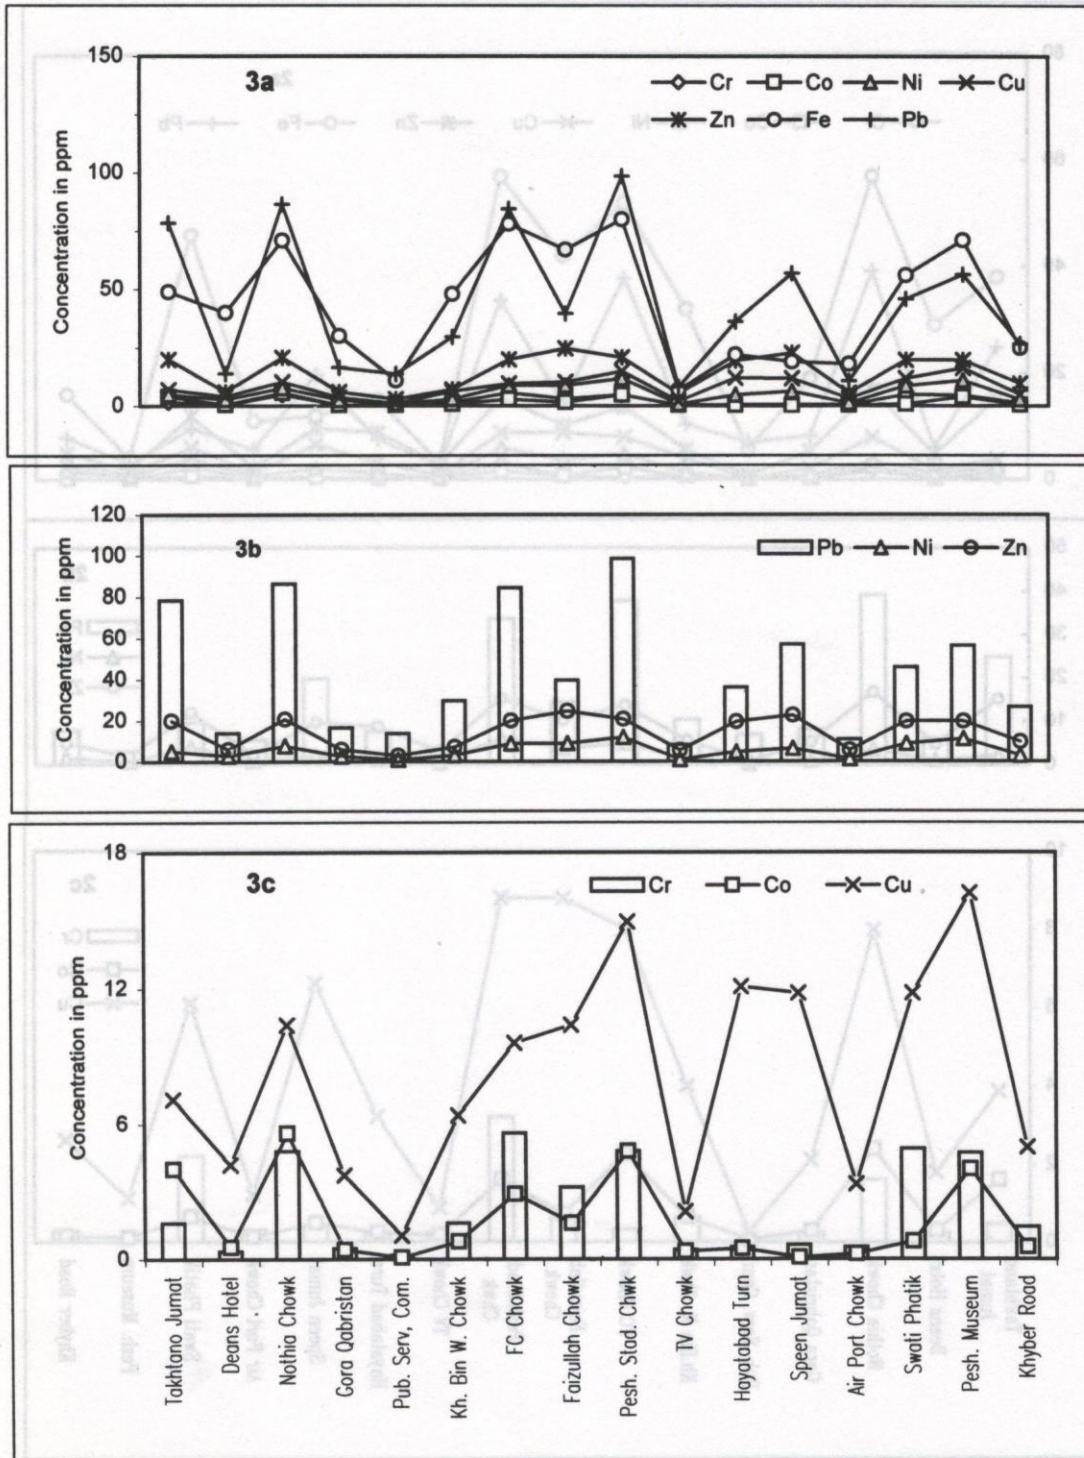 150
3a
Cr Co Ni Cu
Zn Fe Pb
100
50
0
Concentration in ppm
120
3b
Pb Ni Zn
100
80
60
40
20
0
Concentration in ppm
18
3c
Cr Co Cu
12
6
0
Concentration in ppm
Takhtano Jumat
Deans Hotel
Nothia Chowk
Gora Qabristan
Pub. Serv, Com.
Kh. Bin W. Chowk
FC Chowk
Faizullah Chowk
Pesh. Stad. Chwk
TV Chowk
Hayatabad Turn
Speen Jumat
Air Port Chowk
Swati Phatik
Pesh. Museum
Khyber Road